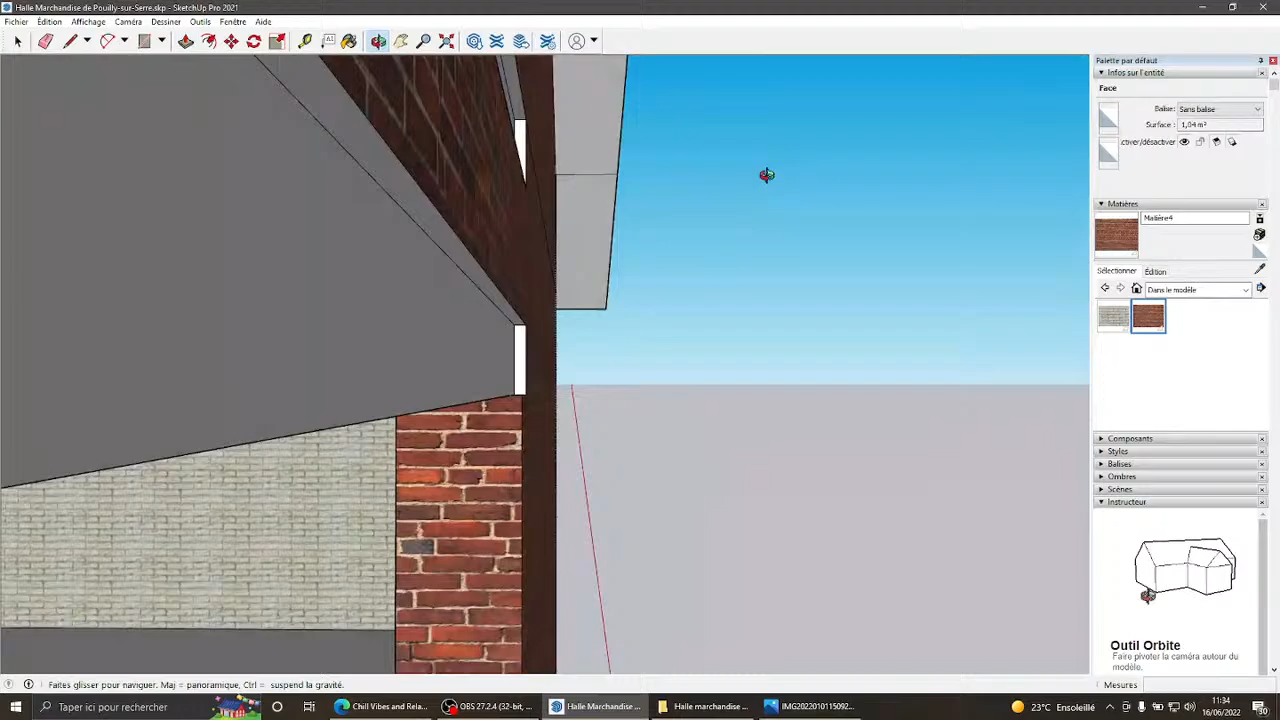 Halle Marchandise de Pouilly-sur-Serre.skp - SketchUp Pro 2021
Fichier Édition Affichage Caméra Dessiner Outils Fenêtre Aide
Palette par défaut
Infos sur l'entité
Face
Balise: Sans balise
Surface : 1,04 m²
:tiver/désactiver
Matières
Matière4
Sélectionner Édition
Dans le modèle
Composants
Styles
Balises
Ombres
Scènes
Instructeur
Outil Orbite
Faire pivoter la caméra autour du
modèle.
Faites glisser pour naviguer. Maj = panoramique, Ctrl = suspend la gravité.
Mesures
Taper ici pour rechercher
Chill Vibes and Rela...
OBS 27.2.4 (32-bit, ...
Halle Marchandise ...
Halle marchandise ...
IMG20220101150​92...
23°C Ensoleillé
11:34
16/06/2022